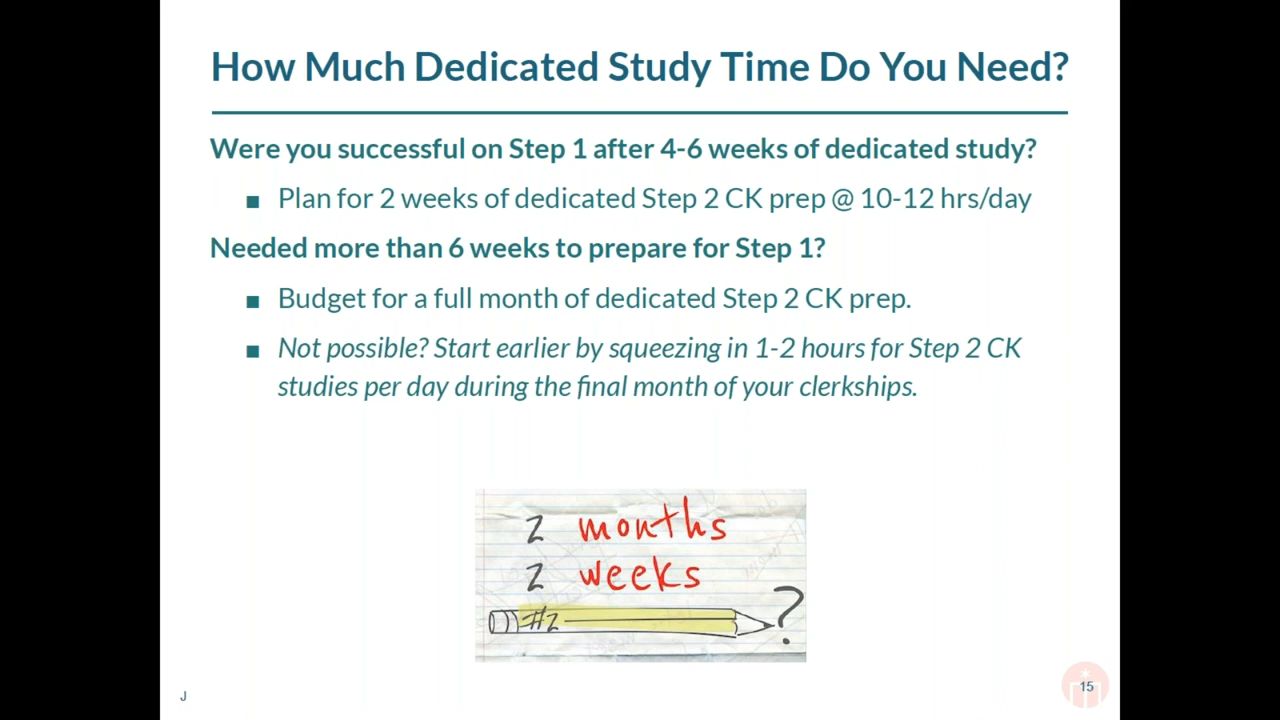 How Much Dedicated Study Time Do You Need?
Were you successful on Step 1 after 4-6 weeks of dedicated study?
■ Plan for 2 weeks of dedicated Step 2 CK prep @ 10-12 hrs/day
Needed more than 6 weeks to prepare for Step 1?
■ Budget for a full month of dedicated Step 2 CK prep.
■ Not possible? Start earlier by squeezing in 1-2 hours for Step 2 CK
studies per day during the final month of your clerkships.
2 months
2 weeks
#2 ?
J
15